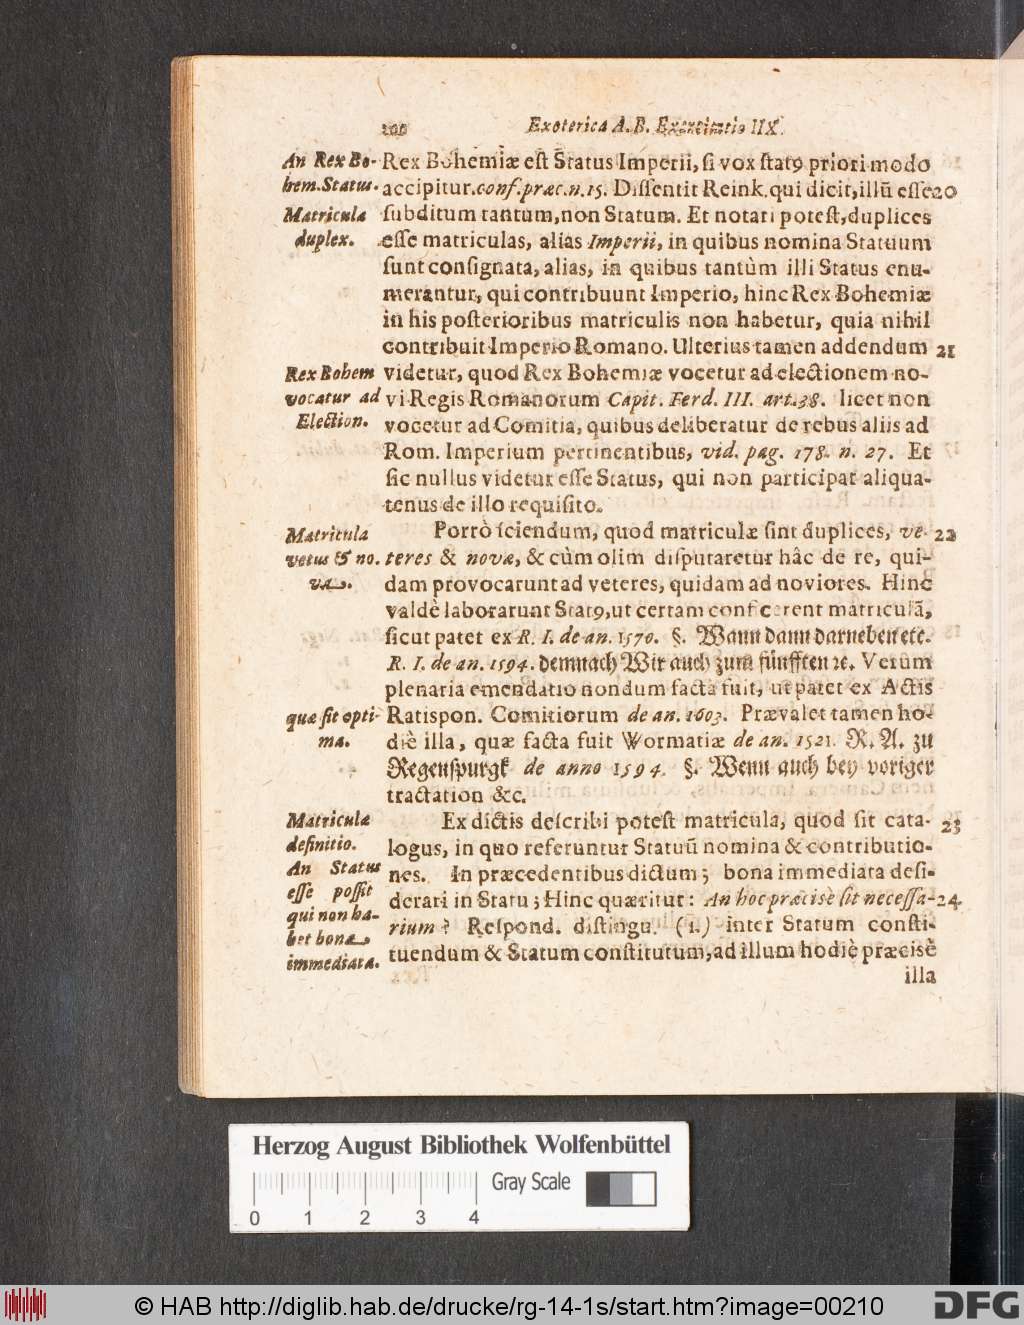 200 Exoterica A. B. Exercitatio IIX.
An Rex Bo-
hem. Status.
Rex Bohemiæ est Status Imperii, si vox statꝰ priori modo
accipitur. conf. præc. n. 15. Dissentit Reink. qui dicit, illũ esse 20
Matricula
duplex.
subditum tantum, non Statum. Et notari potest, duplices
esse matriculas, alias Imperii, in quibus nomina Statuum
sunt consignata, alias, in quibus tantùm illi Status enu-
merantur, qui contribuunt Imperio, hinc Rex Bohemiæ
in his posterioribus matriculis non habetur, quia nihil
contribuit Imperio Romano. Ulterius tamen addendum 21
Rex Bohem
vocatur ad
Election.
videtur, quod Rex Bohemiæ vocetur ad electionem no-
vi Regis Romanorum Capit. Ferd. III. art. 38. licet non
vocetur ad Comitia, quibus deliberatur de rebus aliis ad
Rom. Imperium pertinentibus, vid. pag. 178. n. 27. Et
sic nullus videtur esse Status, qui non participat aliqua-
tenus de illo requisito.
Matricula
vetus & no-
va.
Porrò sciendum, quod matriculæ sint duplices, ve- 22
teres & novæ, & cùm olim disputaretur hâc de re, qui-
dam provocarunt ad veteres, quidam ad noviores. Hinc
valdè laborarunt Statꝰ, ut certam conficerent matriculã,
sicut patet ex R. I. de an. 1570. §. Wann dann darneben etc.
R. I. de an. 1594. demnach Wir auch zum fünfften ꝛc. Verùm
plenaria emendatio nondum facta fuit, ut patet ex Actis
quæ sit opti-
ma.
Ratispon. Comitiorum de an. 1603. Prævalet tamen ho-
diè illa, quæ facta fuit Wormatiæ de an. 1521. R. A. zu
Regenspurgk de anno 1594. §. Wenn auch bey voriger
tractation &c.
Matricula
definitio.
Ex dictis describi potest matricula, quod sit cata- 23
logus, in quo referuntur Statuũ nomina & contributio-
An Status
esse possit
qui non ha-
bet bona
immediata.
nes. In præcedentibus dictum; bona immediata desi-
derari in Statu; Hinc quæritur: An hoc præcisè sit necessa- 24
rium? Respond. distingu. (1.) inter Statum consti-
tuendum & Statum constitutum, ad illum hodiè præcisè
illa
Herzog August Bibliothek Wolfenbüttel
Gray Scale
0 1 2 3 4
© HAB http://diglib.hab.de/drucke/rg-14-1s/start.htm?image=00210
DFG